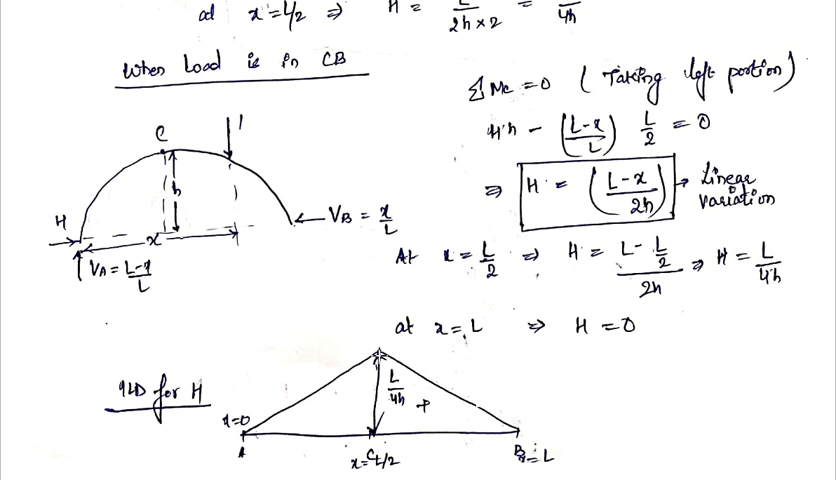 at x = L/2 ⇒ H = L / 2h×2 = / 4h
When Load is in CB
ΣMc = 0 ( Taking left portion)
H·h − (L-x / L) L/2 = 0
⇒ H = (L-x / 2h) → Linear variation
C
1
h
H
x
VB = x/L
VA = L-x / L
At x = L/2 ⇒ H = L - L/2 / 2h ⇒ H = L/4h
at x = L ⇒ H = 0
ILD for H
L/4h
+
x=0
A
C
x = L/2
B
x = L